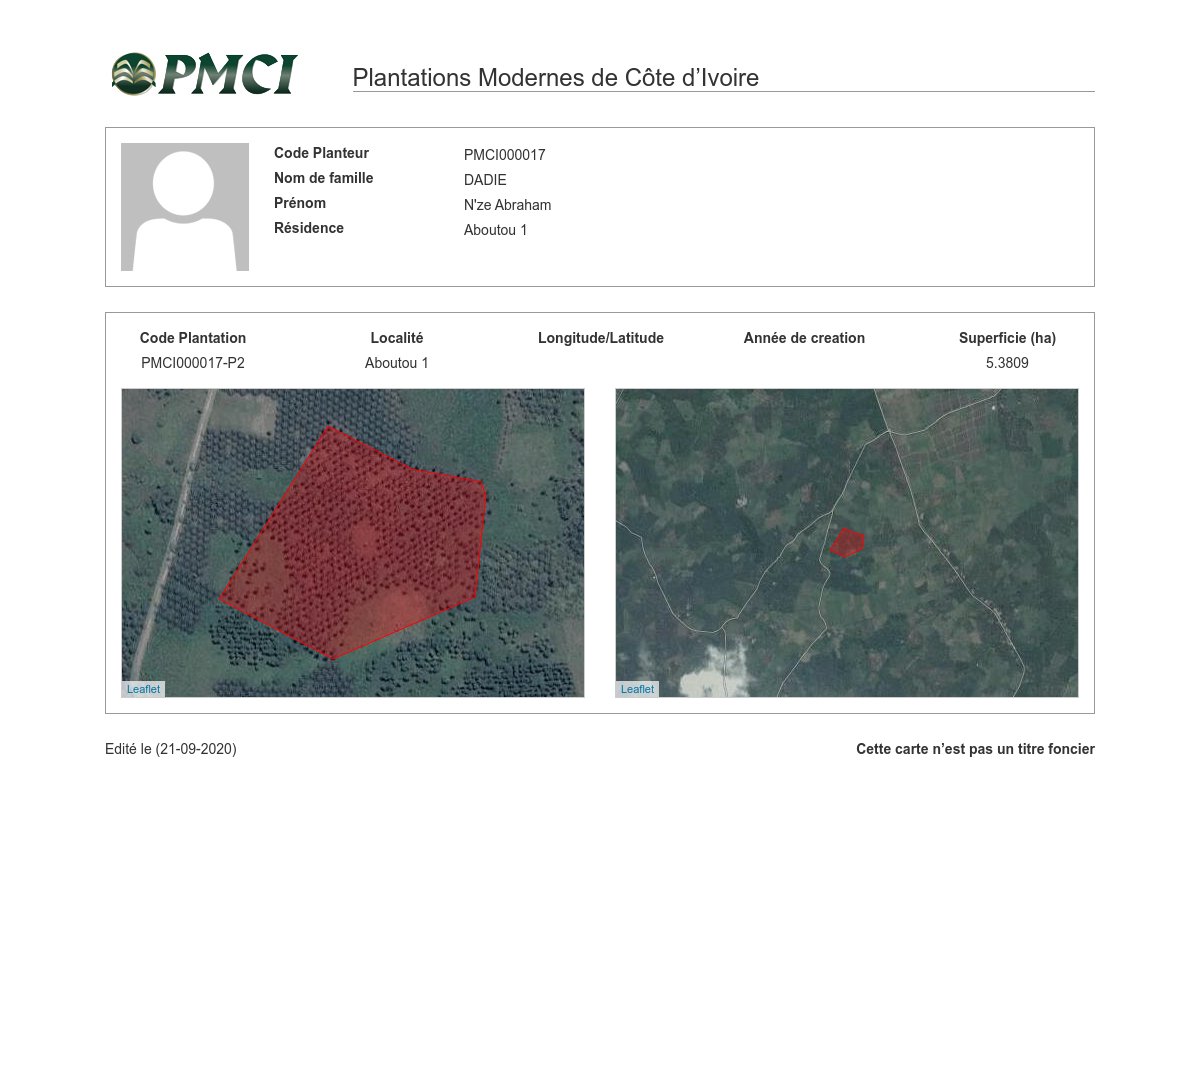 PMCI
Plantations Modernes de Côte d’Ivoire
Code Planteur PMCI000017
Nom de famille DADIE
Prénom N'ze Abraham
Résidence Aboutou 1
Code Plantation Localité Longitude/Latitude Année de creation Superficie (ha)
PMCI000017-P2 Aboutou 1 5.3809
Leaflet Leaflet
Edité le (21-09-2020) Cette carte n’est pas un titre foncier